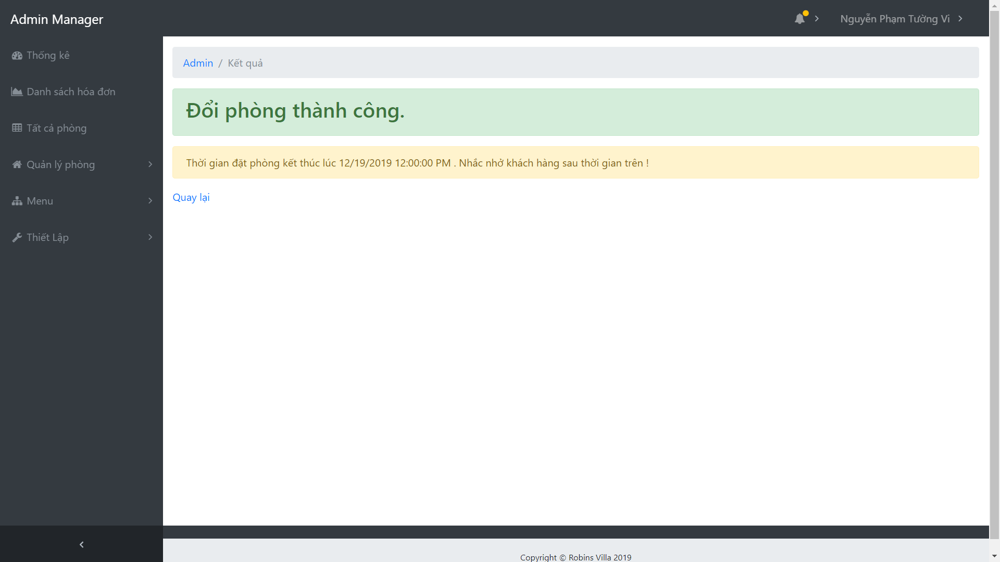 Admin Manager
Nguyễn Phạm Tường Vi
Thống kê
Danh sách hóa đơn
Tất cả phòng
Quản lý phòng
Menu
Thiết Lập
Admin / Kết quả
Đổi phòng thành công.
Thời gian đặt phòng kết thúc lúc 12/19/2019 12:00:00 PM . Nhắc nhở khách hàng sau thời gian trên !
Quay lại
Copyright © Robins Villa 2019